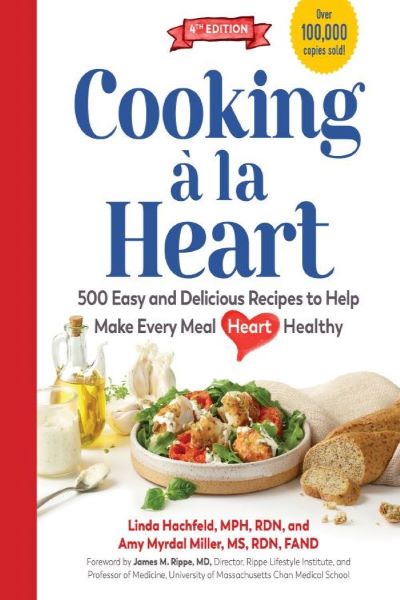 4TH EDITION
Over
100,000
copies sold!
Cooking
à la
Heart
500 Easy and Delicious Recipes to Help
Make Every Meal Heart Healthy
Linda Hachfeld, MPH, RDN, and
Amy Myrdal Miller, MS, RDN, FAND
Foreword by James M. Rippe, MD, Director, Rippe Lifestyle Institute, and
Professor of Medicine, University of Massachusetts Chan Medical School